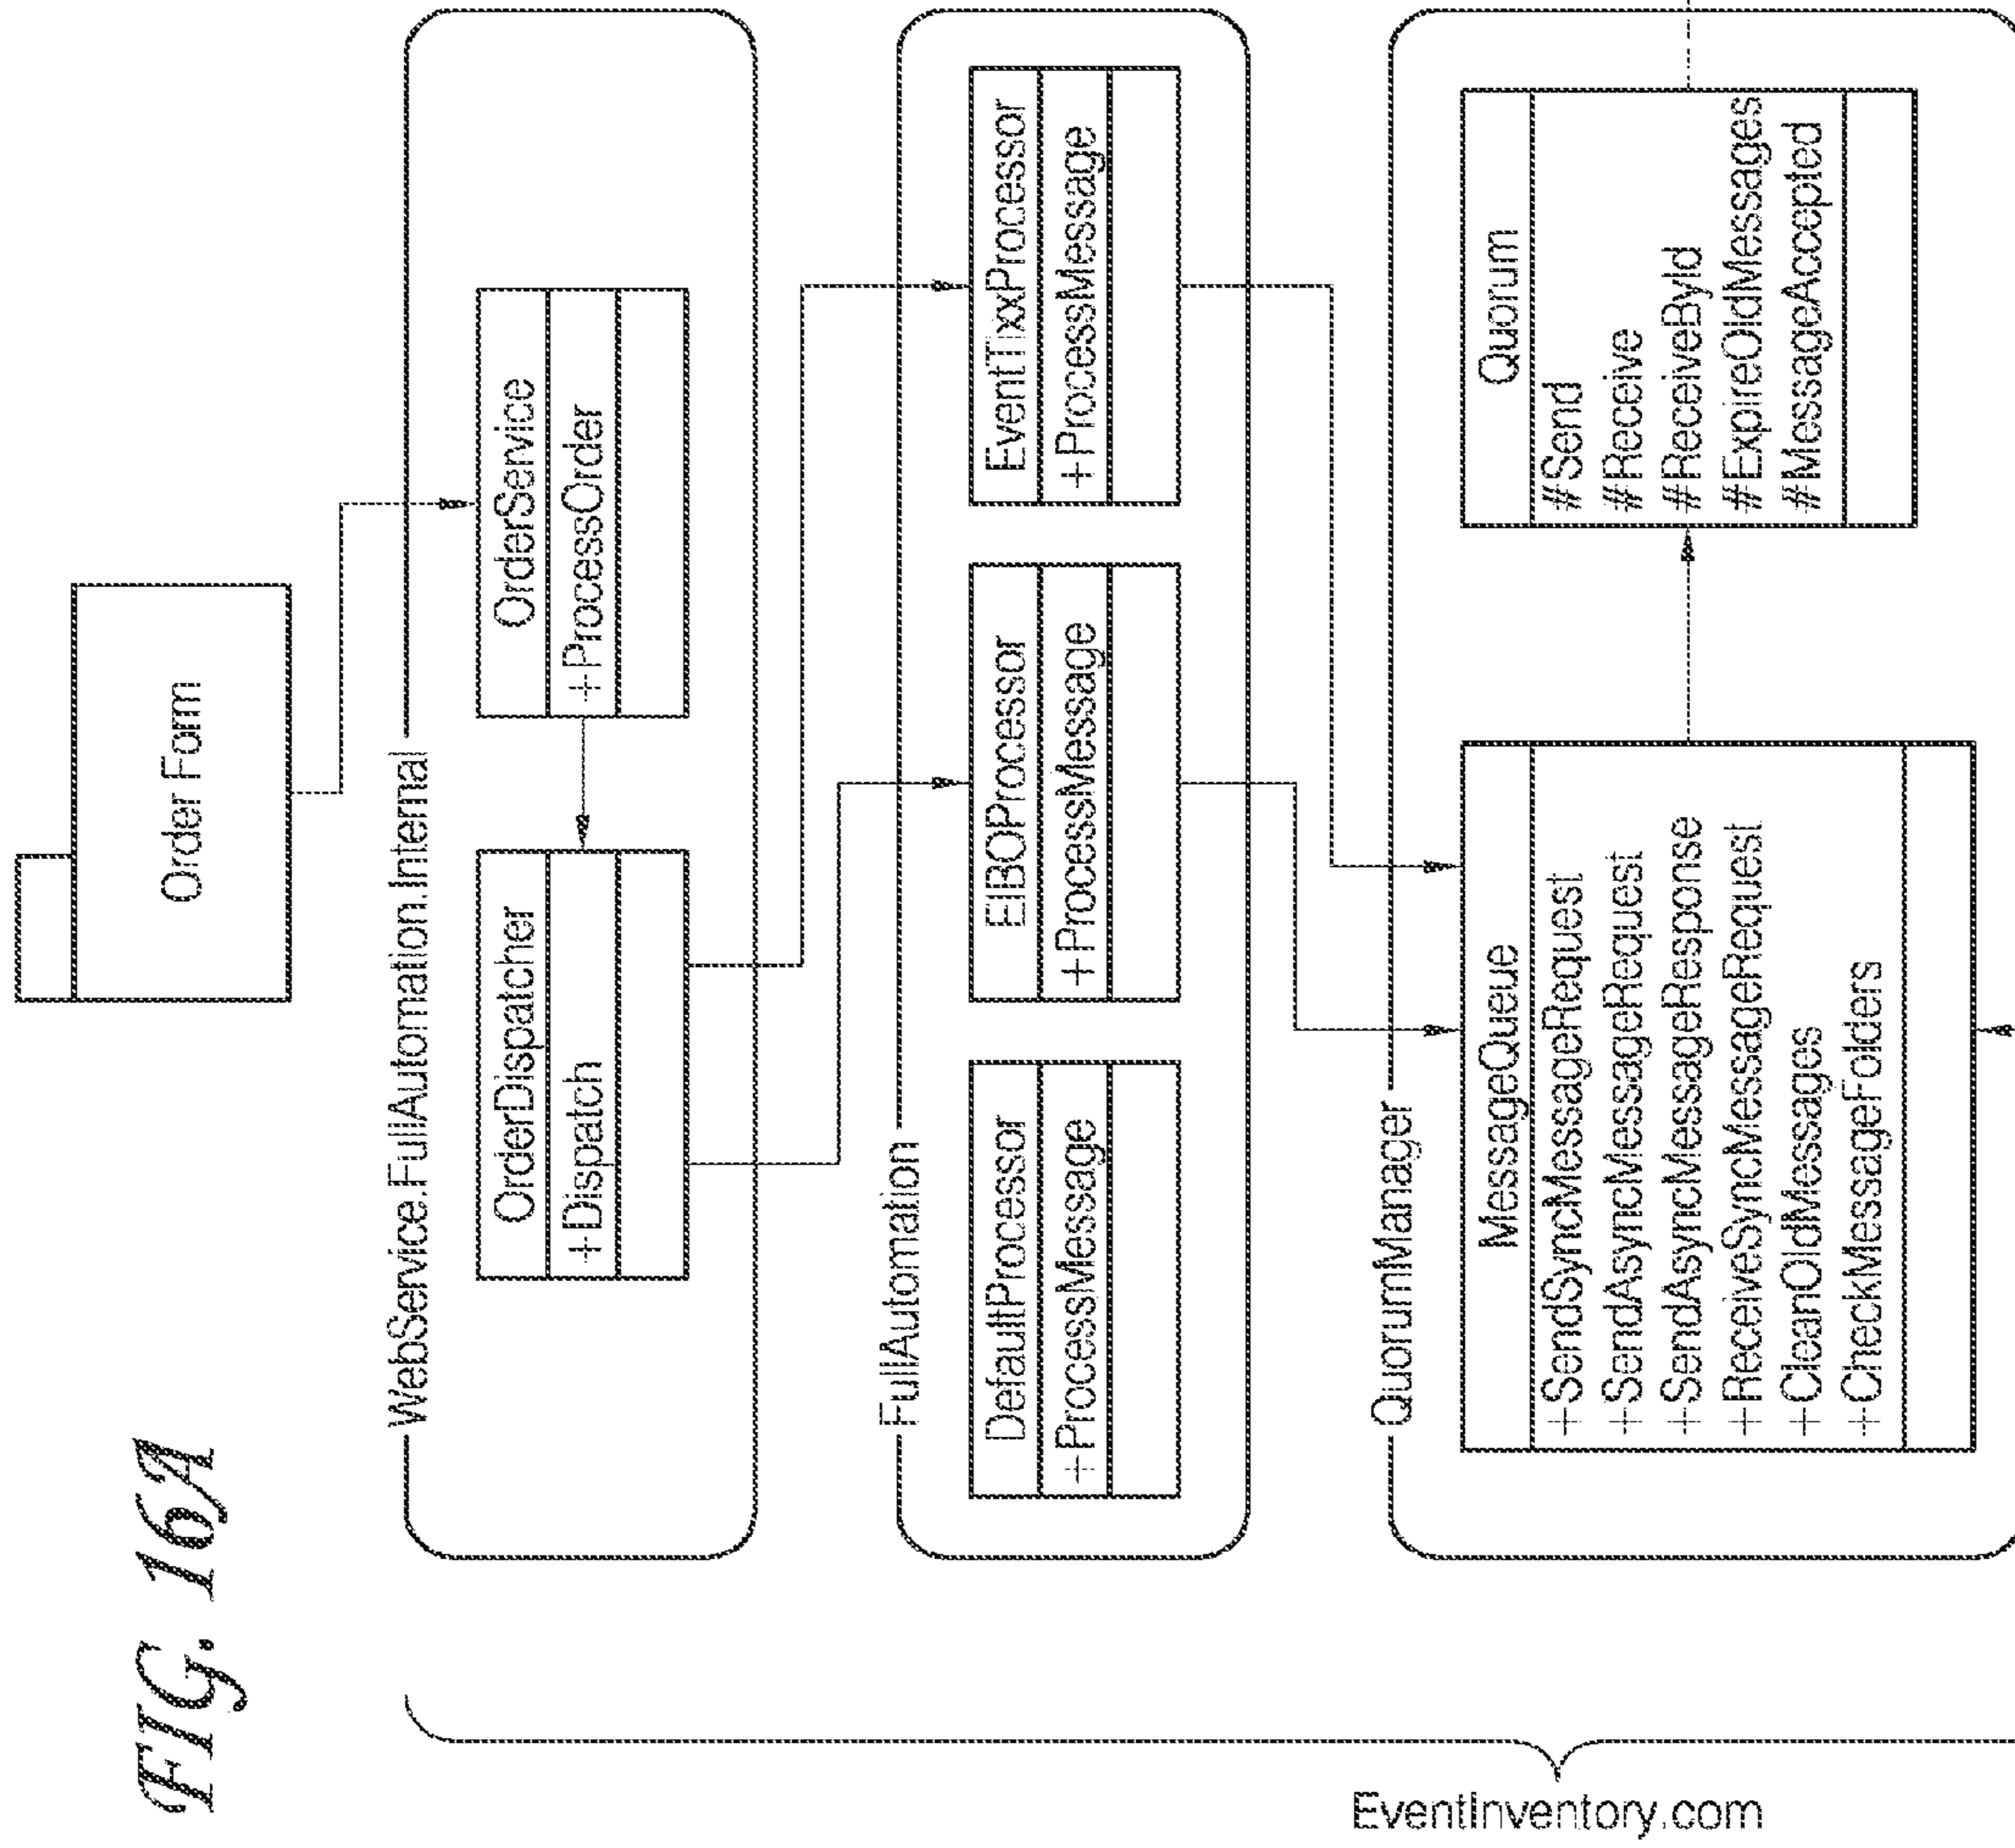 FIG. 16A
Order Form
WebService.FullAutomation.Internal
OrderDispatcher
+Dispatch
OrderService
+ProcessOrder
FullAutomation
DefaultProcessor
+ProcessMessage
EIBOProcessor
+ProcessMessage
EventTixxProcessor
+ProcessMessage
QuorumManager
MessageQueue
+SendSyncMessageRequest
+SendAsyncMessageRequest
+SendAsyncMessageResponse
+ReceiveSyncMessageRequest
+CleanOldMessages
+CheckMessageFolders
Quorum
#Send
#Receive
#ReceiveById
#ExpireOldMessages
#MessageAccepted
EventInventory.com